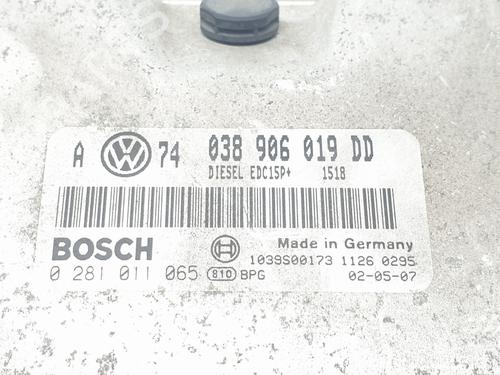 A VW 74 038 906 019 DD
DIESEL EDC15P+ 1518
BOSCH
Made in Germany
1039S00173 1126 0295
0 281 011 065 810 BPG 02-05-07